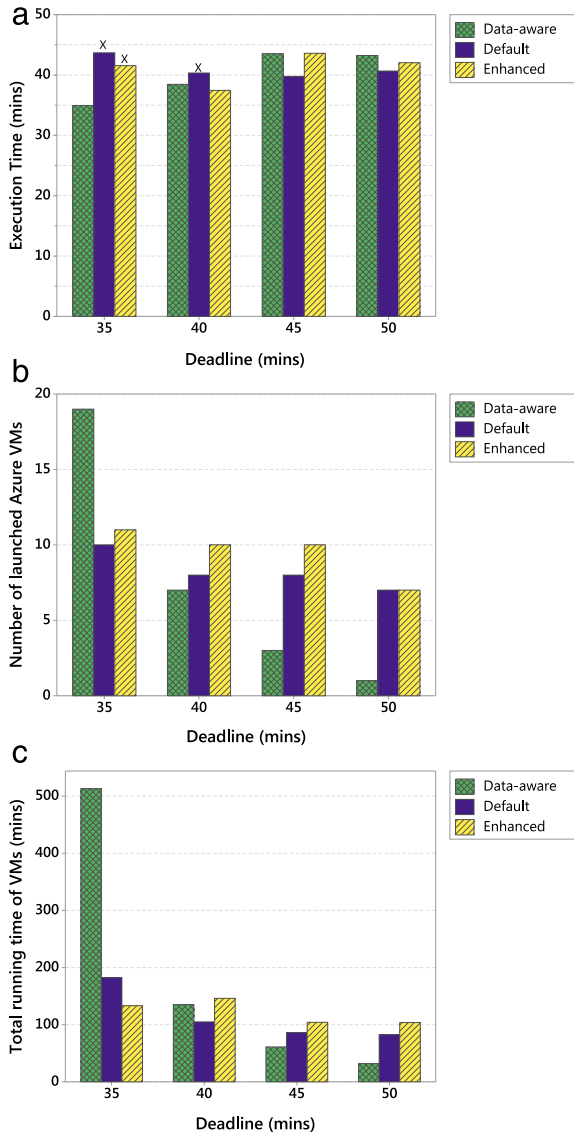 a
Execution Time (mins)
50
40
30
20
10
0
X
X
X
35
40
45
50
Deadline (mins)
Data-aware
Default
Enhanced
b
Number of launched Azure VMs
20
15
10
5
0
35
40
45
50
Deadline (mins)
Data-aware
Default
Enhanced
c
Total running time of VMs (mins)
500
400
300
200
100
0
35
40
45
50
Deadline (mins)
Data-aware
Default
Enhanced